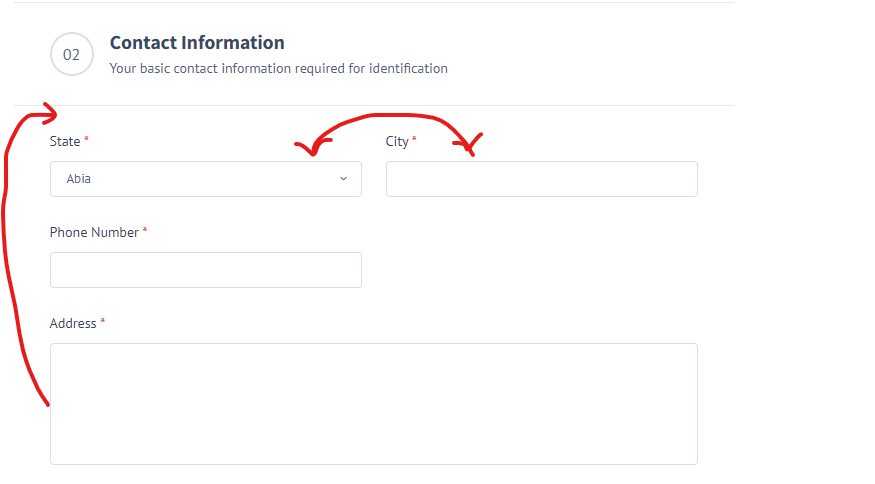 02
Contact Information
Your basic contact information required for identification
State *
City *
Abia
Phone Number *
Address *